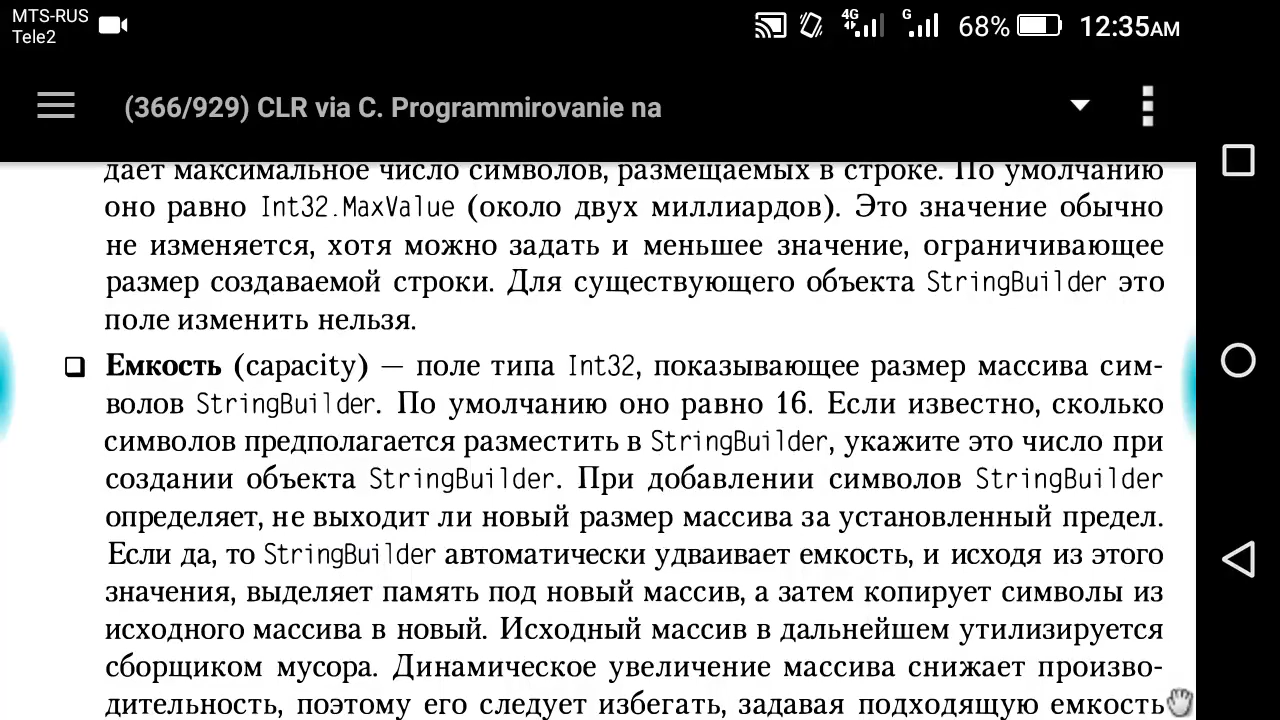 MTS-RUS
Tele2
4G
G
68%
12:35AM
(366/929) CLR via C. Programmirovanie na
дает максимальное число символов, размещаемых в строке. По умолчанию
оно равно Int32.MaxValue (около двух миллиардов). Это значение обычно
не изменяется, хотя можно задать и меньшее значение, ограничивающее
размер создаваемой строки. Для существующего объекта StringBuilder это
поле изменить нельзя.
❑ Емкость (capacity) — поле типа Int32, показывающее размер массива сим-
волов StringBuilder. По умолчанию оно равно 16. Если известно, сколько
символов предполагается разместить в StringBuilder, укажите это число при
создании объекта StringBuilder. При добавлении символов StringBuilder
определяет, не выходит ли новый размер массива за установленный предел.
Если да, то StringBuilder автоматически удваивает емкость, и исходя из этого
значения, выделяет память под новый массив, а затем копирует символы из
исходного массива в новый. Исходный массив в дальнейшем утилизируется
сборщиком мусора. Динамическое увеличение массива снижает произво-
дительность, поэтому его следует избегать, задавая подходящую емкость